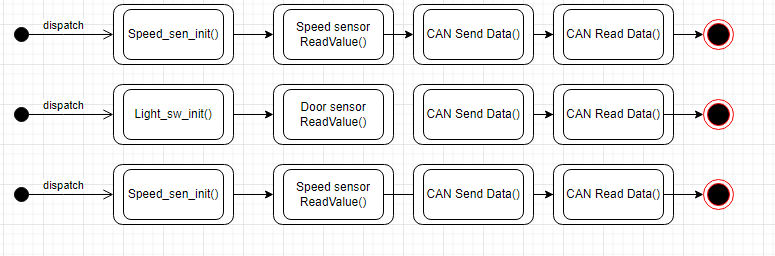 dispatch
Speed_sen_init()
Speed sensor
ReadValue()
CAN Send Data()
CAN Read Data()
dispatch
Light_sw_init()
Door sensor
ReadValue()
CAN Send Data()
CAN Read Data()
dispatch
Speed_sen_init()
Speed sensor
ReadValue()
CAN Send Data()
CAN Read Data()